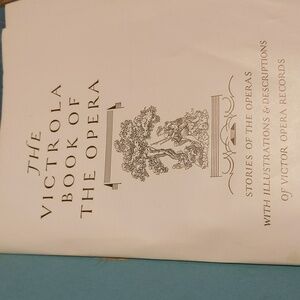 THE
VICTROLA
BOOK OF
THE OPERA
STORIES OF THE OPERAS
WITH ILLUSTRATIONS & DESCRIPTIONS
OF VICTOR OPERA RECORDS